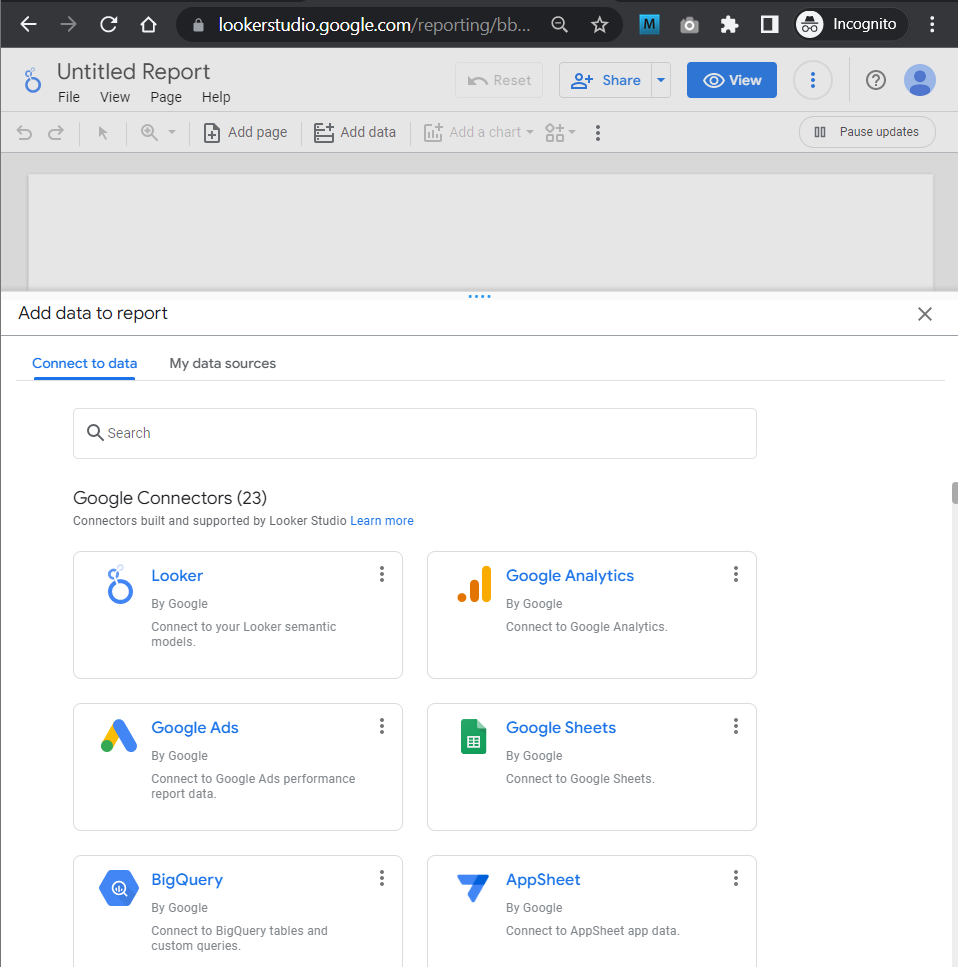 lookerstudio.google.com/reporting/bb...
M
Incognito
Untitled Report
File View Page Help
Reset
Share
View
Add page
Add data
Add a chart
Pause updates
Add data to report
Connect to data
My data sources
Search
Google Connectors (23)
Connectors built and supported by Looker Studio Learn more
Looker
By Google
Connect to your Looker semantic
models.
Google Analytics
By Google
Connect to Google Analytics.
Google Ads
By Google
Connect to Google Ads performance
report data.
Google Sheets
By Google
Connect to Google Sheets.
BigQuery
By Google
Connect to BigQuery tables and
custom queries.
AppSheet
By Google
Connect to AppSheet app data.